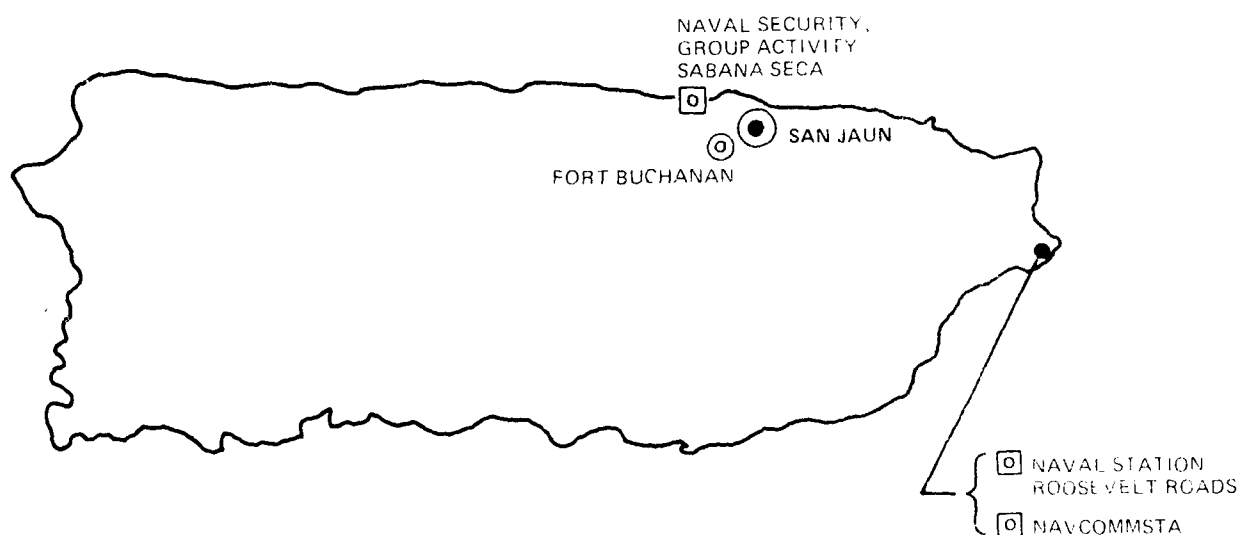 NAVAL SECURITY,
GROUP ACTIVITY
SABANA SECA
SAN JAUN
FORT BUCHANAN
NAVAL STATION
ROOSEVELT ROADS
NAVCOMMSTA